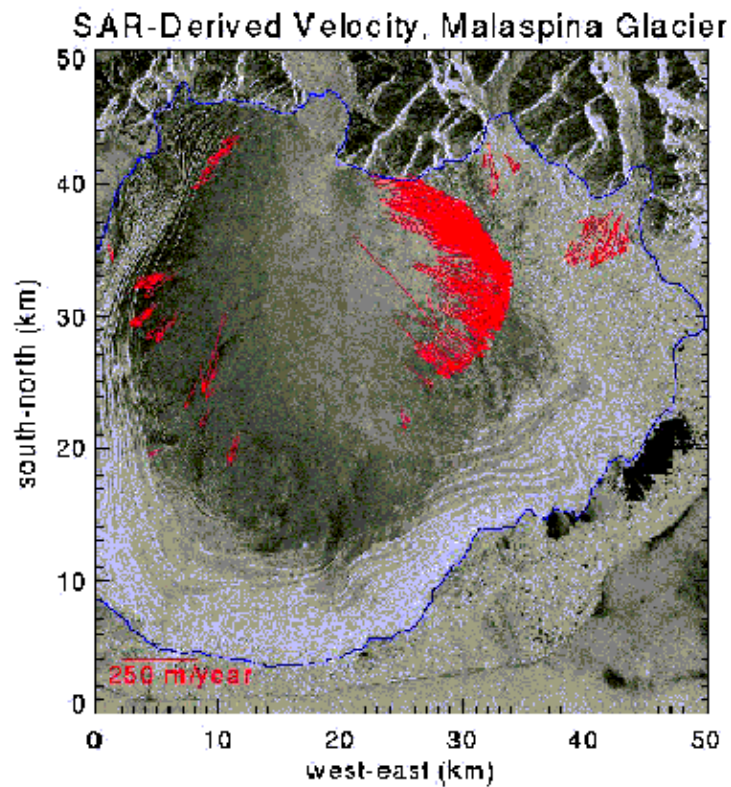 SAR-Derived Velocity, Malaspina Glacier
50
40
30
20
10
0
south-north (km)
250 m/year
0 10 20 30 40 50
west-east (km)